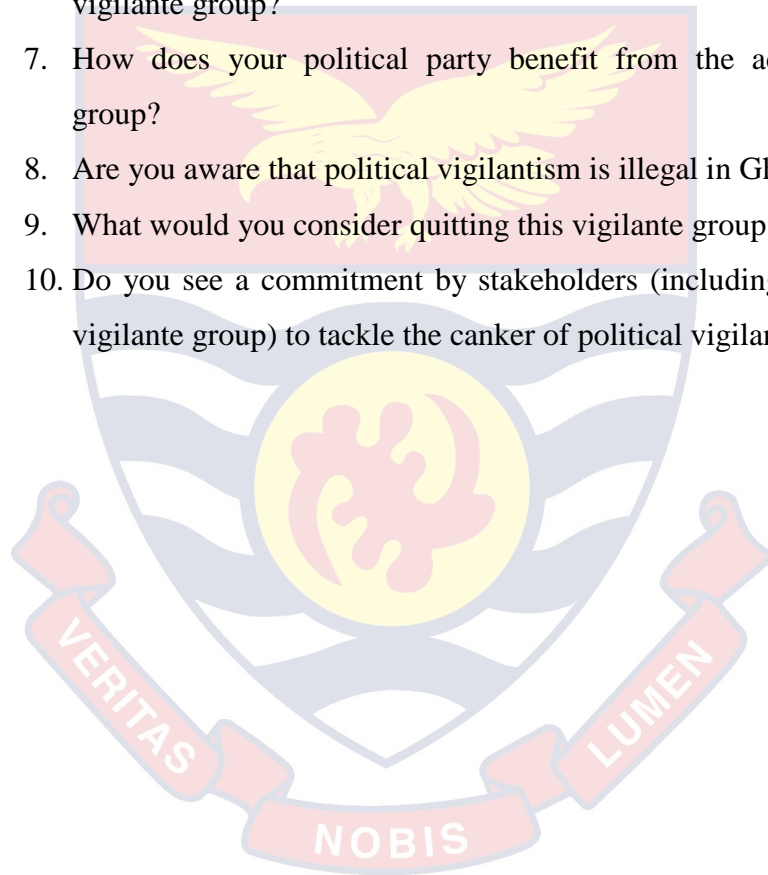 vigilante group?
7. How does your political party benefit from the
group?
8. Are you aware that political vigilantism is illegal in
9. What would you consider quitting this vigilante group
10. Do you see a commitment by stakeholders (including
vigilante group) to tackle the canker of political
VERITAS
NOBIS
LUMEN